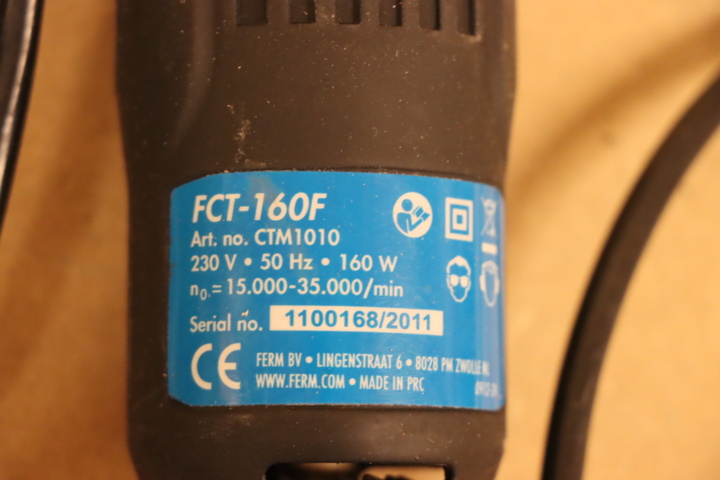 FCT-160F
Art. no. CTM1010
230 V • 50 Hz • 160 W
n₀.= 15.000-35.000/min
Serial no. 1100168/2011
CE FERM BV • LINGENSTRAAT 6 • 8028 PM ZWOLLE NL
WWW.FERM.COM • MADE IN PRC